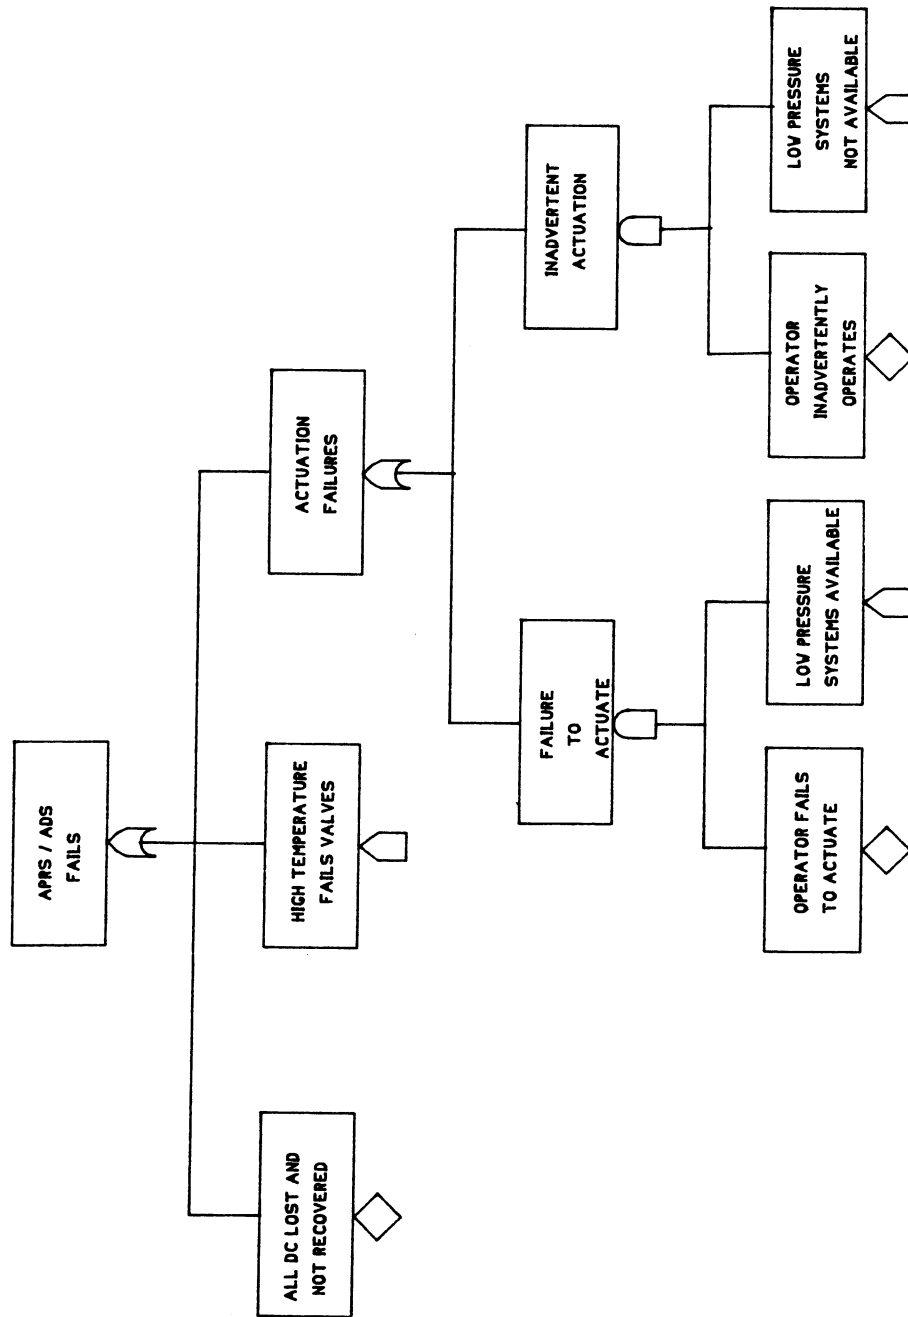 APRS / ADS
FAILS
ALL DC LOST AND
NOT RECOVERED
HIGH TEMPERATURE
FAILS VALVES
ACTUATION
FAILURES
FAILURE
TO
ACTUATE
INADVERTENT
ACTUATION
OPERATOR FAILS
TO ACTUATE
LOW PRESSURE
SYSTEMS AVAILABLE
OPERATOR
INADVERTENTLY
OPERATES
LOW PRESSURE
SYSTEMS
NOT AVAILABLE